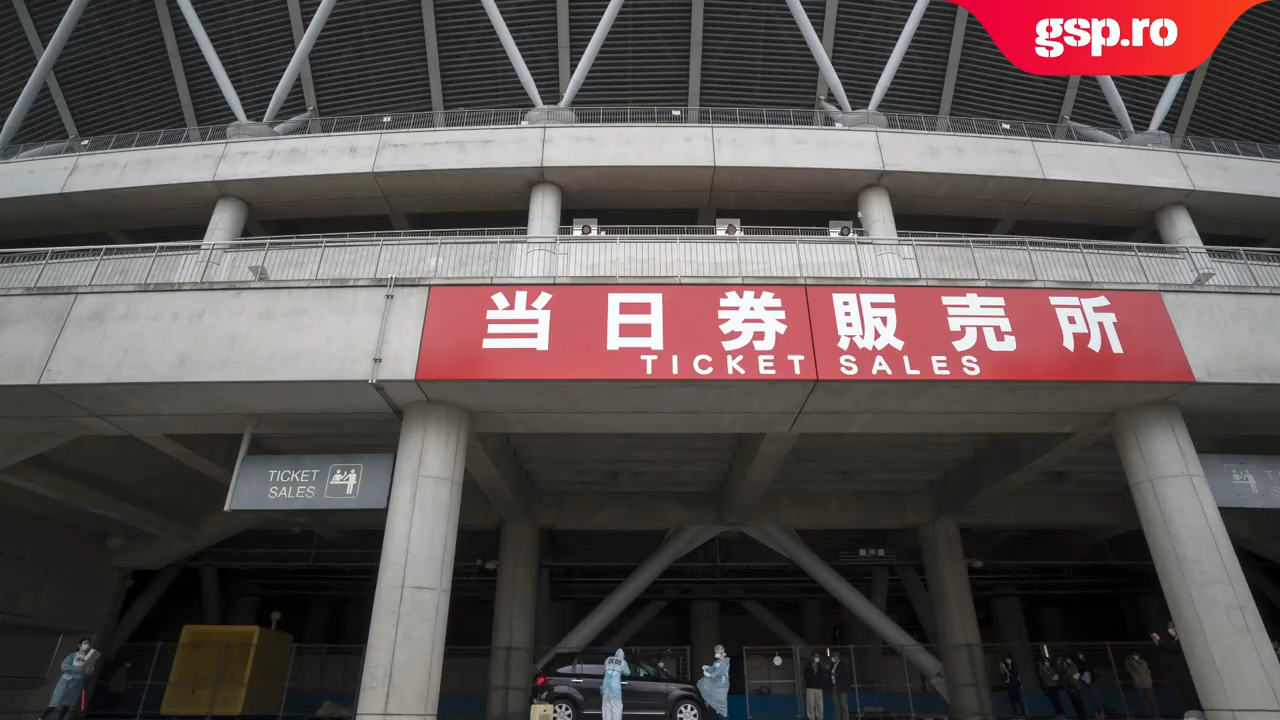 gsp.ro
当日券販売所
TICKET SALES
TICKET
SALES